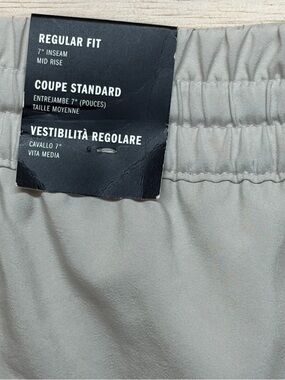 REGULAR FIT
7" INSEAM
MID RISE
COUPE STANDARD
ENTREJAMBE 7" (POUCES)
TAILLE MOYENNE
VESTIBILITÀ REGOLARE
CAVALLO 7"
VITA MEDIA